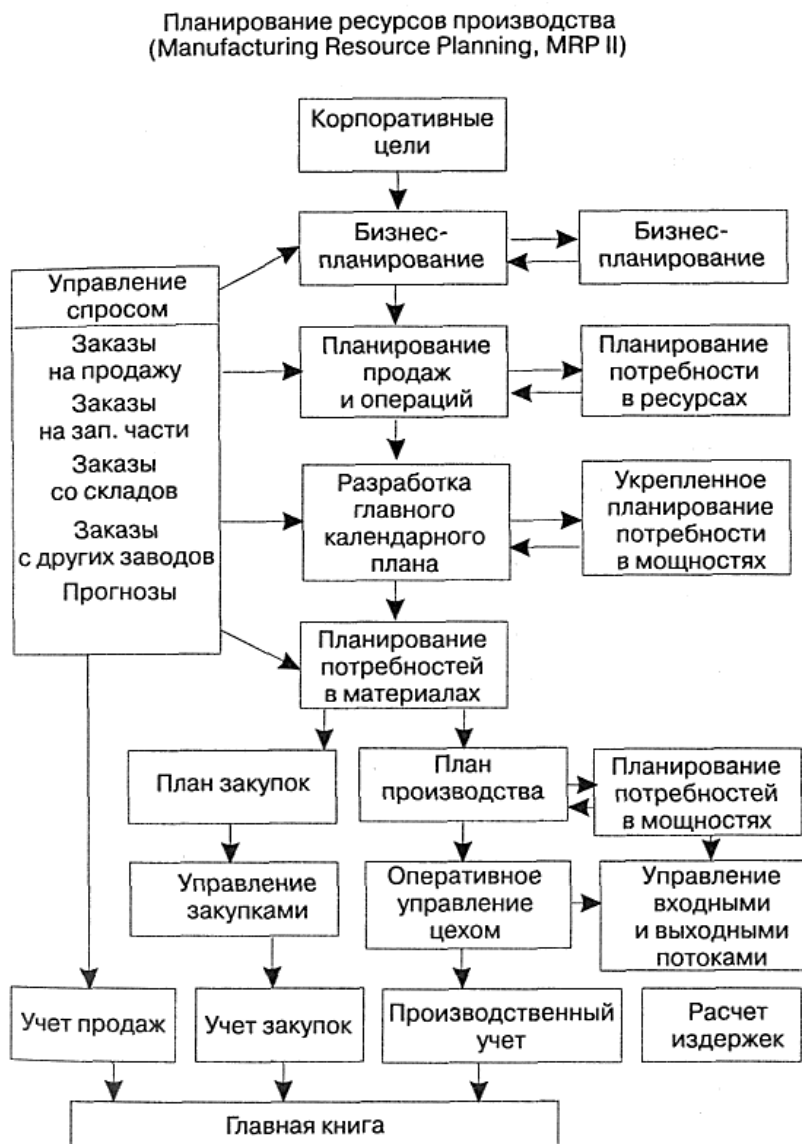 Планирование ресурсов производства
(Manufacturing Resource Planning, MRP II)
Корпоративные
цели
Бизнес-
планирование
Бизнес-
планирование
Управление
спросом
Заказы
на продажу
Заказы
на зап. части
Заказы
со складов
Заказы
с других заводов
Прогнозы
Планирование
продаж
и операций
Планирование
потребности
в ресурсах
Разработка
главного
календарного
плана
Укрепленное
планирование
потребности
в мощностях
Планирование
потребностей
в материалах
План закупок
План
производства
Планирование
потребностей
в мощностях
Управление
закупками
Оперативное
управление
цехом
Управление
входными
и выходными
потоками
Учет продаж
Учет закупок
Производственный
учет
Расчет
издержек
Главная книга